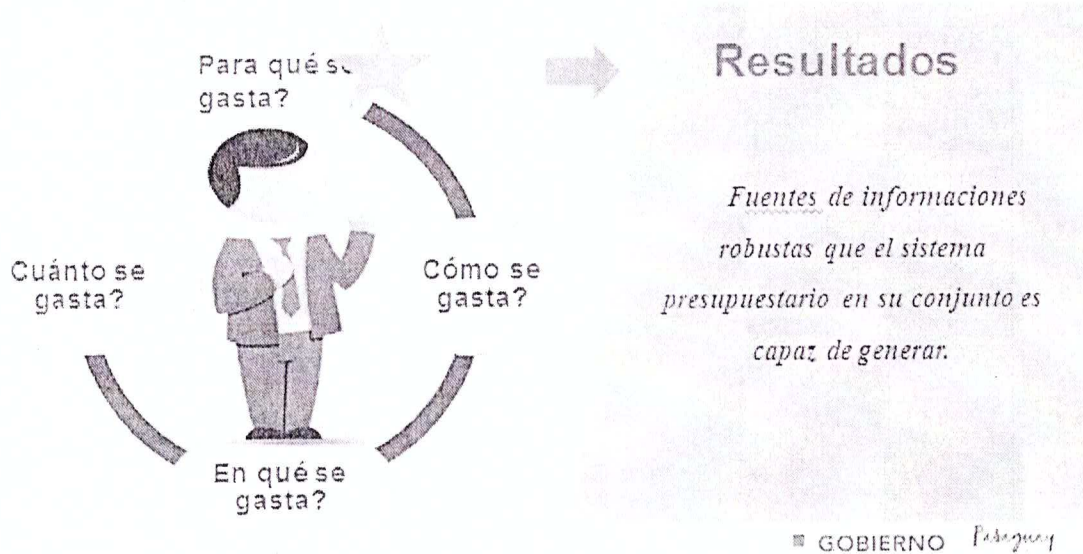 Para qué se
gasta?
Cómo se
gasta?
En qué se
gasta?
Cuánto se
gasta?
Resultados
Fuentes de informaciones
robustas que el sistema
presupuestario en su conjunto es
capaz de generar.
GOBIERNO Paraguay